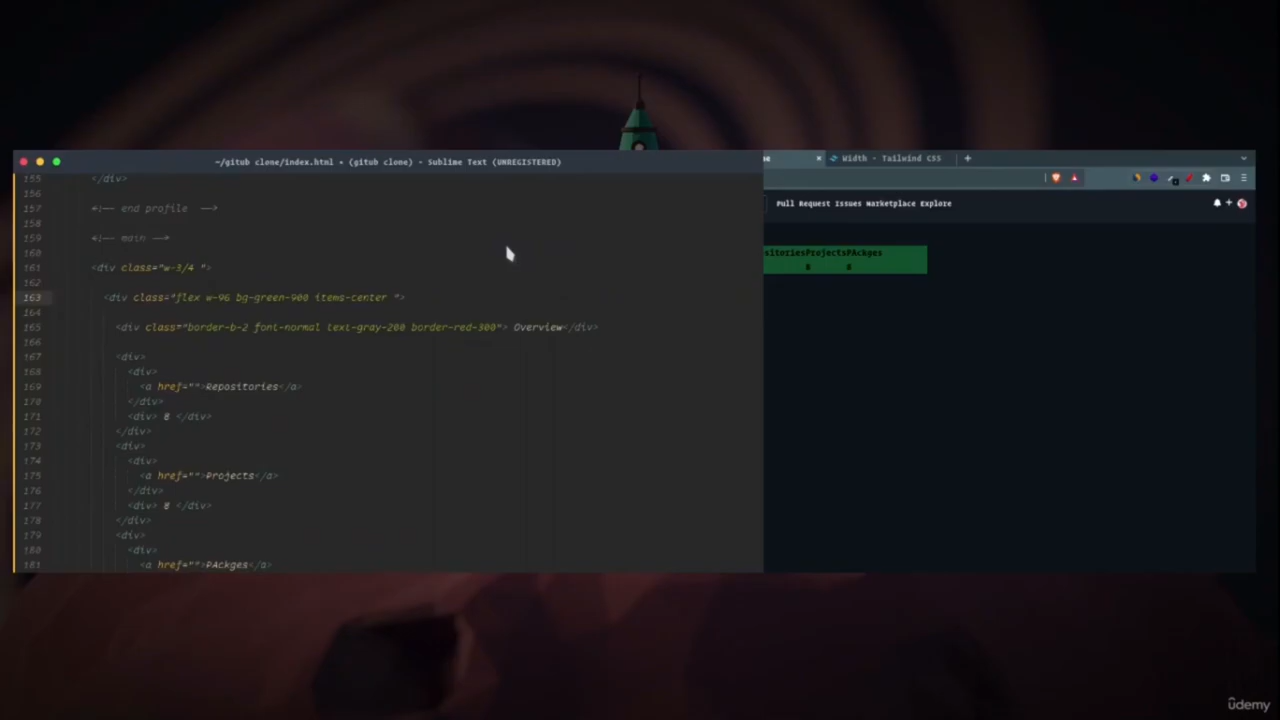 ~/gitub clone/index.html • (gitub clone) - Sublime Text (UNREGISTERED)
155 </div>
156
157 <!-- end profile -->
158
159 <!-- main -->
160
161 <div class="w-3/4 ">
162
163 <div class="flex w-96 bg-green-900 items-center ">
164
165 <div class="border-b-2 font-normal text-gray-200 border-red-300"> Overview</div>
166
167 <div>
168 <div>
169 <a href="">Repositories</a>
170 </div>
171 <div> 8 </div>
172 </div>
173 <div>
174 <div>
175 <a href="">Projects</a>
176 </div>
177 <div> 8 </div>
178 </div>
179 <div>
180 <div>
181 <a href="">PAckges</a>
Width - Tailwind CSS
Pull Request Issues Marketplace Explore
sitoriesProjectsPAckges
8 8
ûdemy